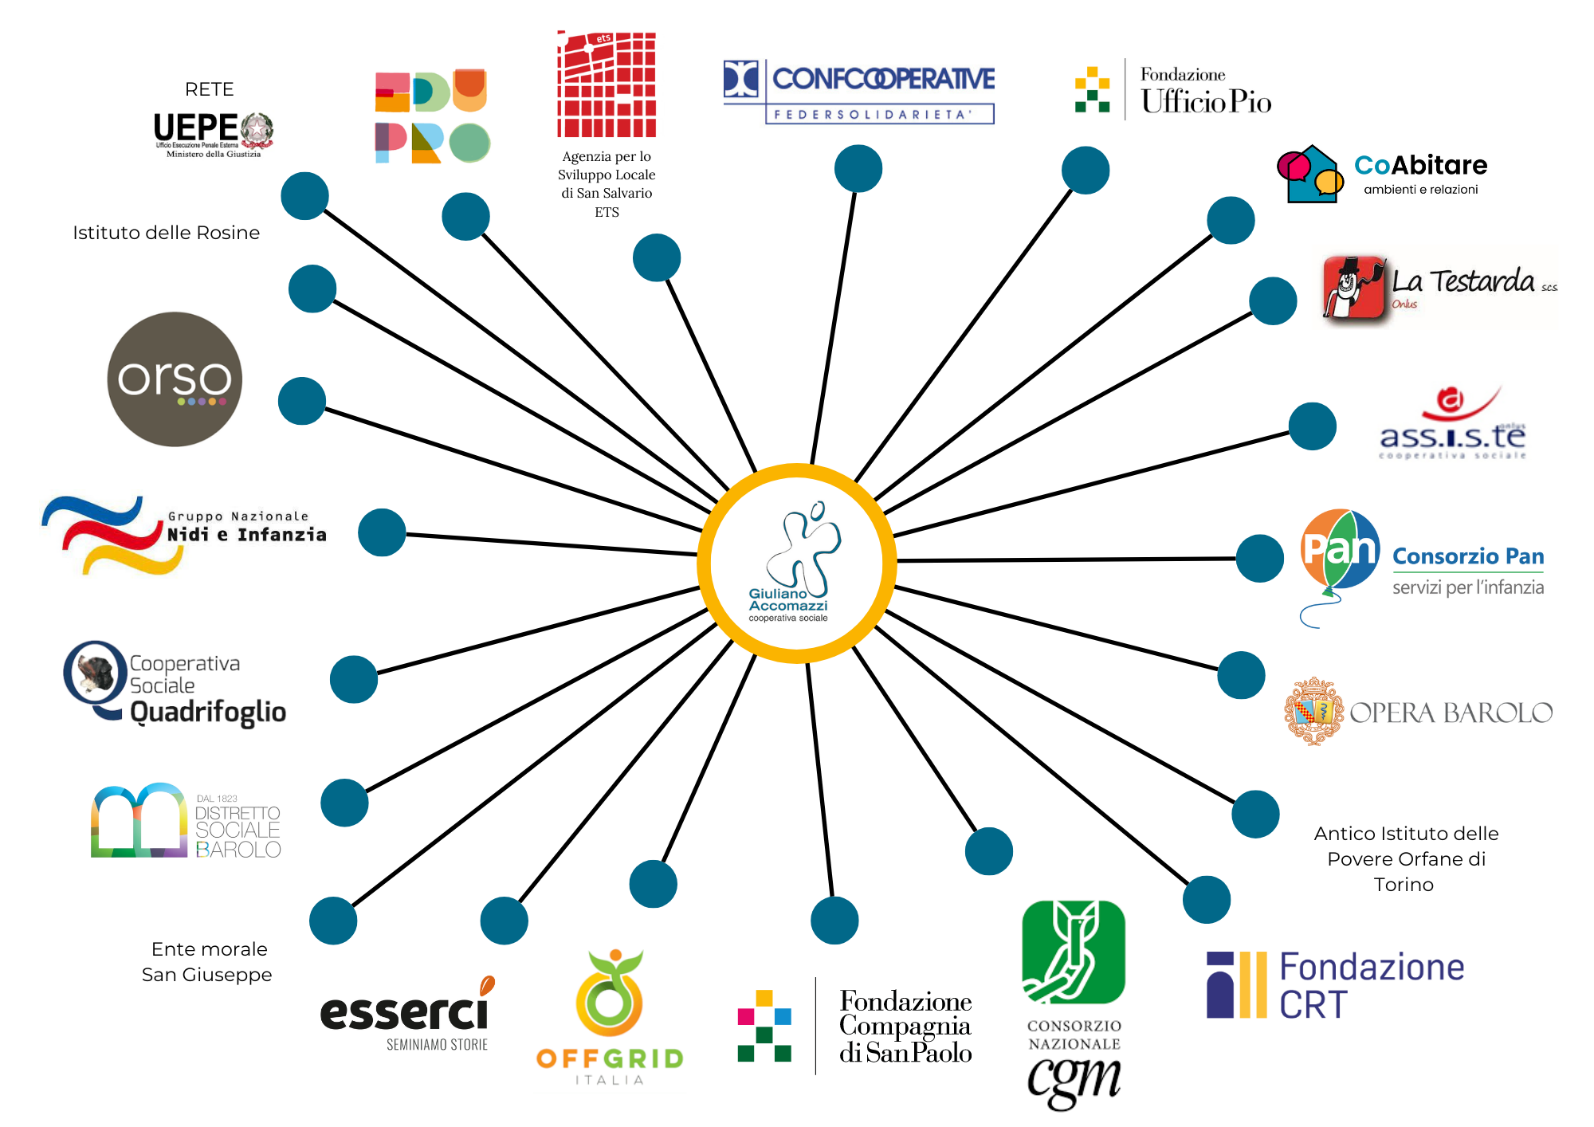 RETE
UEPE
Ufficio Esecuzione Penale Esterna
Ministero della Giustizia
EDU
PRO
ets
Agenzia per lo
Sviluppo Locale
di San Salvario
ETS
CONFCOOPERATIVE
FEDERSOLIDARIETA'
Fondazione
Ufficio Pio
CoAbitare
ambienti e relazioni
La Testarda s.c.s.
Onlus
Istituto delle Rosine
orso
onlus
ass.i.s.te
cooperativa sociale
Gruppo Nazionale
Nidi e Infanzia
Pan
Consorzio Pan
servizi per l'infanzia
Giuliano
Accomazzi
cooperativa sociale
Cooperativa
Sociale
Quadrifoglio
OPERA BAROLO
DAL 1823
DISTRETTO
SOCIALE
BAROLO
Antico Istituto delle
Povere Orfane di
Torino
Ente morale
San Giuseppe
essercí
SEMINIAMO STORIE
OFFGRID
ITALIA
Fondazione
Compagnia
di San Paolo
CONSORZIO
NAZIONALE
cgm
Fondazione
CRT